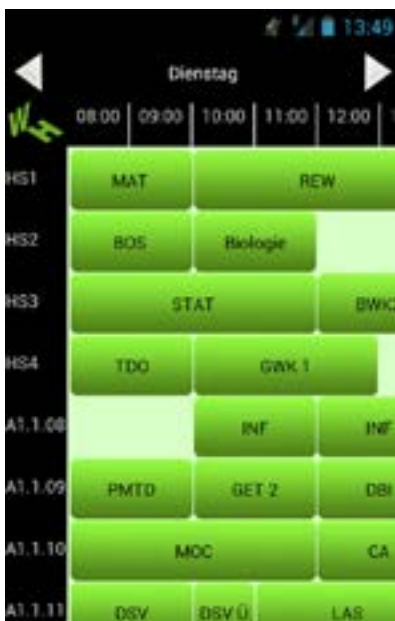 13:49
Dienstag
WH
08:00 09:00 10:00 11:00 12:00
HS1 MAT REW
HS2 BOS Biologie
HS3 STAT
HS4 TDO GWK 1
A1.1.08 INF INF
A1.1.09 PMTD GET 2 DBI
A1.1.10 MOC CA
A1.1.11 DSV DSV Ü LAS